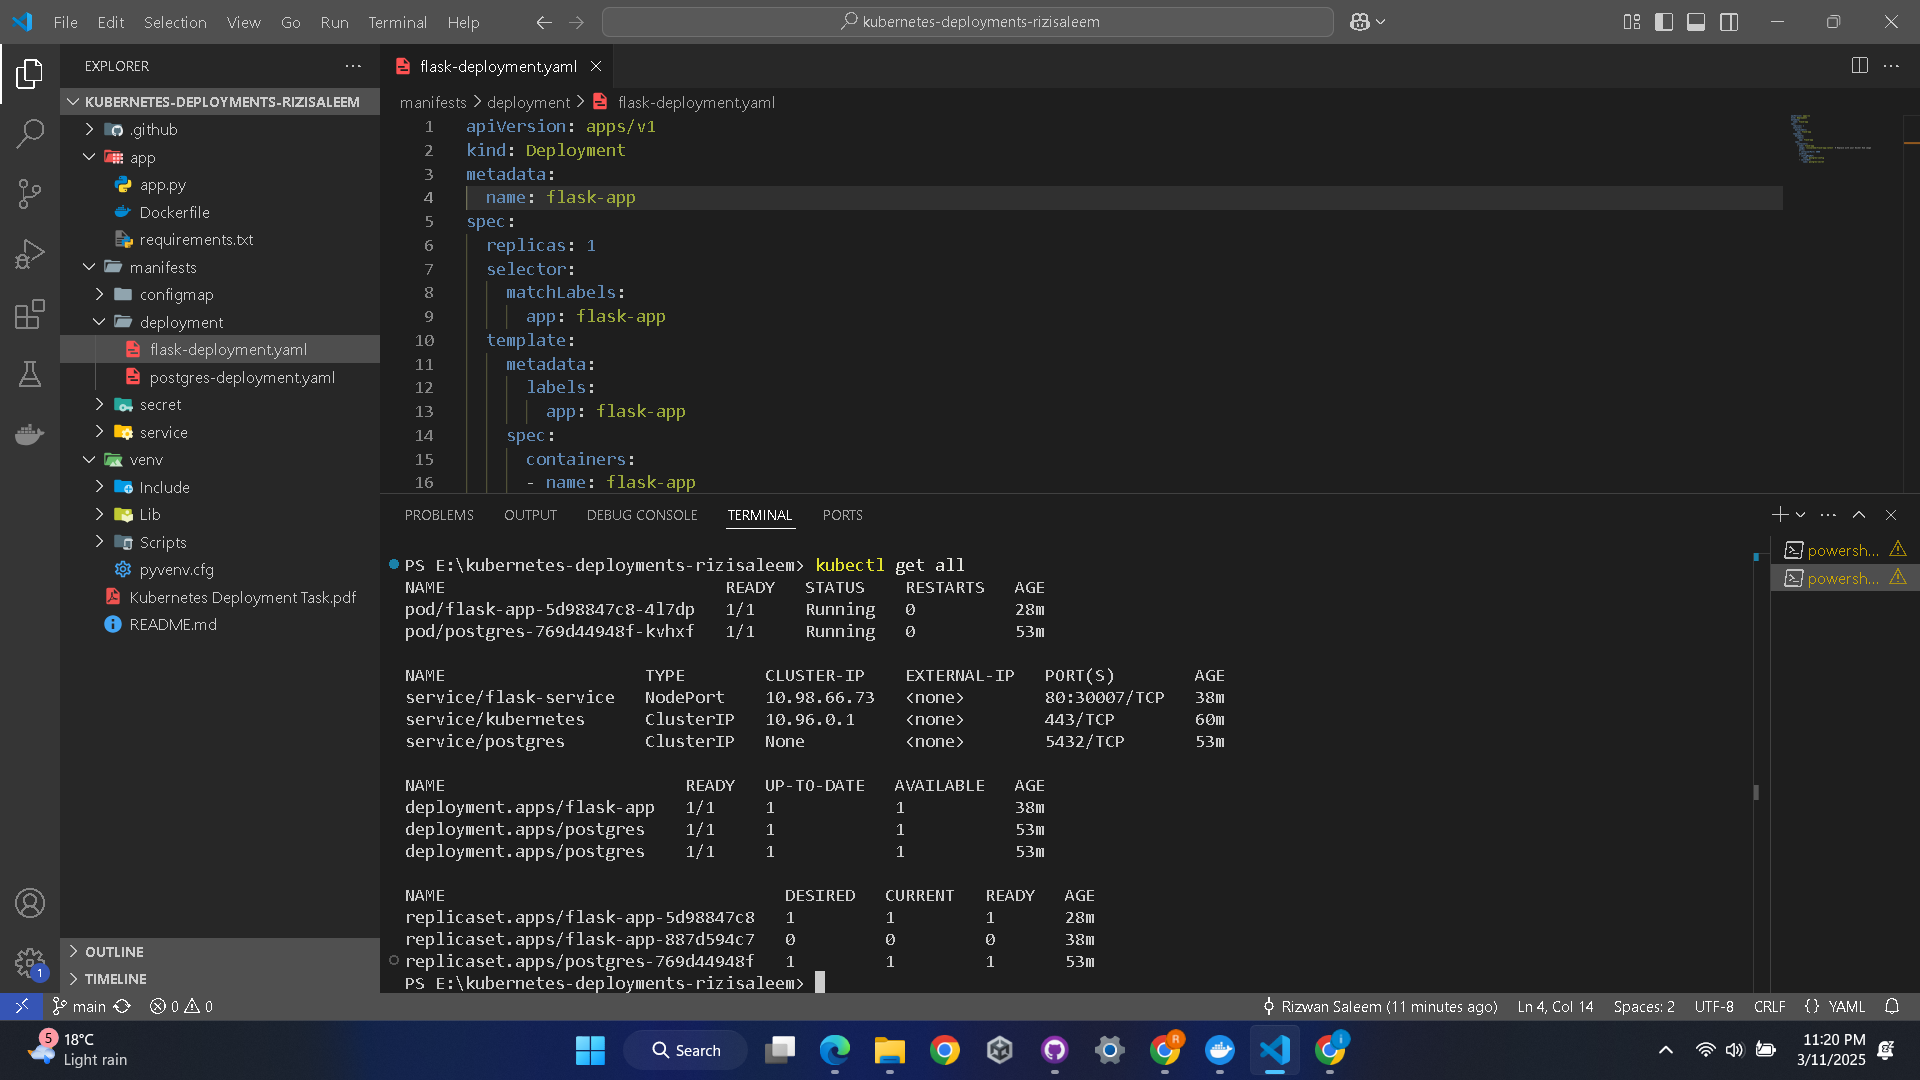 File Edit Selection View Go Run Terminal Help
kubernetes-deployments-rizisaleem
EXPLORER
KUBERNETES-DEPLOYMENTS-RIZISALEEM
.github
app
app.py
Dockerfile
requirements.txt
manifests
configmap
deployment
flask-deployment.yaml
postgres-deployment.yaml
secret
service
venv
Include
Lib
Scripts
pyvenv.cfg
Kubernetes Deployment Task.pdf
README.md
OUTLINE
TIMELINE
flask-deployment.yaml
manifests > deployment > flask-deployment.yaml
1 apiVersion: apps/v1
2 kind: Deployment
3 metadata:
4 name: flask-app
5 spec:
6 replicas: 1
7 selector:
8 matchLabels:
9 app: flask-app
10 template:
11 metadata:
12 labels:
13 app: flask-app
14 spec:
15 containers:
16 - name: flask-app
PROBLEMS OUTPUT DEBUG CONSOLE TERMINAL PORTS
powersh...
powersh...
PS E:\kubernetes-deployments-rizisaleem> kubectl get all
NAME READY STATUS RESTARTS AGE
pod/flask-app-5d98847c8-4l7dp 1/1 Running 0 28m
pod/postgres-769d44948f-kvhxf 1/1 Running 0 53m
NAME TYPE CLUSTER-IP EXTERNAL-IP PORT(S) AGE
service/flask-service NodePort 10.98.66.73 <none> 80:30007/TCP 38m
service/kubernetes ClusterIP 10.96.0.1 <none> 443/TCP 60m
service/postgres ClusterIP None <none> 5432/TCP 53m
NAME READY UP-TO-DATE AVAILABLE AGE
deployment.apps/flask-app 1/1 1 1 38m
deployment.apps/postgres 1/1 1 1 53m
deployment.apps/postgres 1/1 1 1 53m
NAME DESIRED CURRENT READY AGE
replicaset.apps/flask-app-5d98847c8 1 1 1 28m
replicaset.apps/flask-app-887d594c7 0 0 0 38m
replicaset.apps/postgres-769d44948f 1 1 1 53m
PS E:\kubernetes-deployments-rizisaleem>
1
main 0 0 Rizwan Saleem (11 minutes ago) Ln 4, Col 14 Spaces: 2 UTF-8 CRLF {} YAML
5 18°C
Light rain
Search
R
i
11:20 PM
3/11/2025